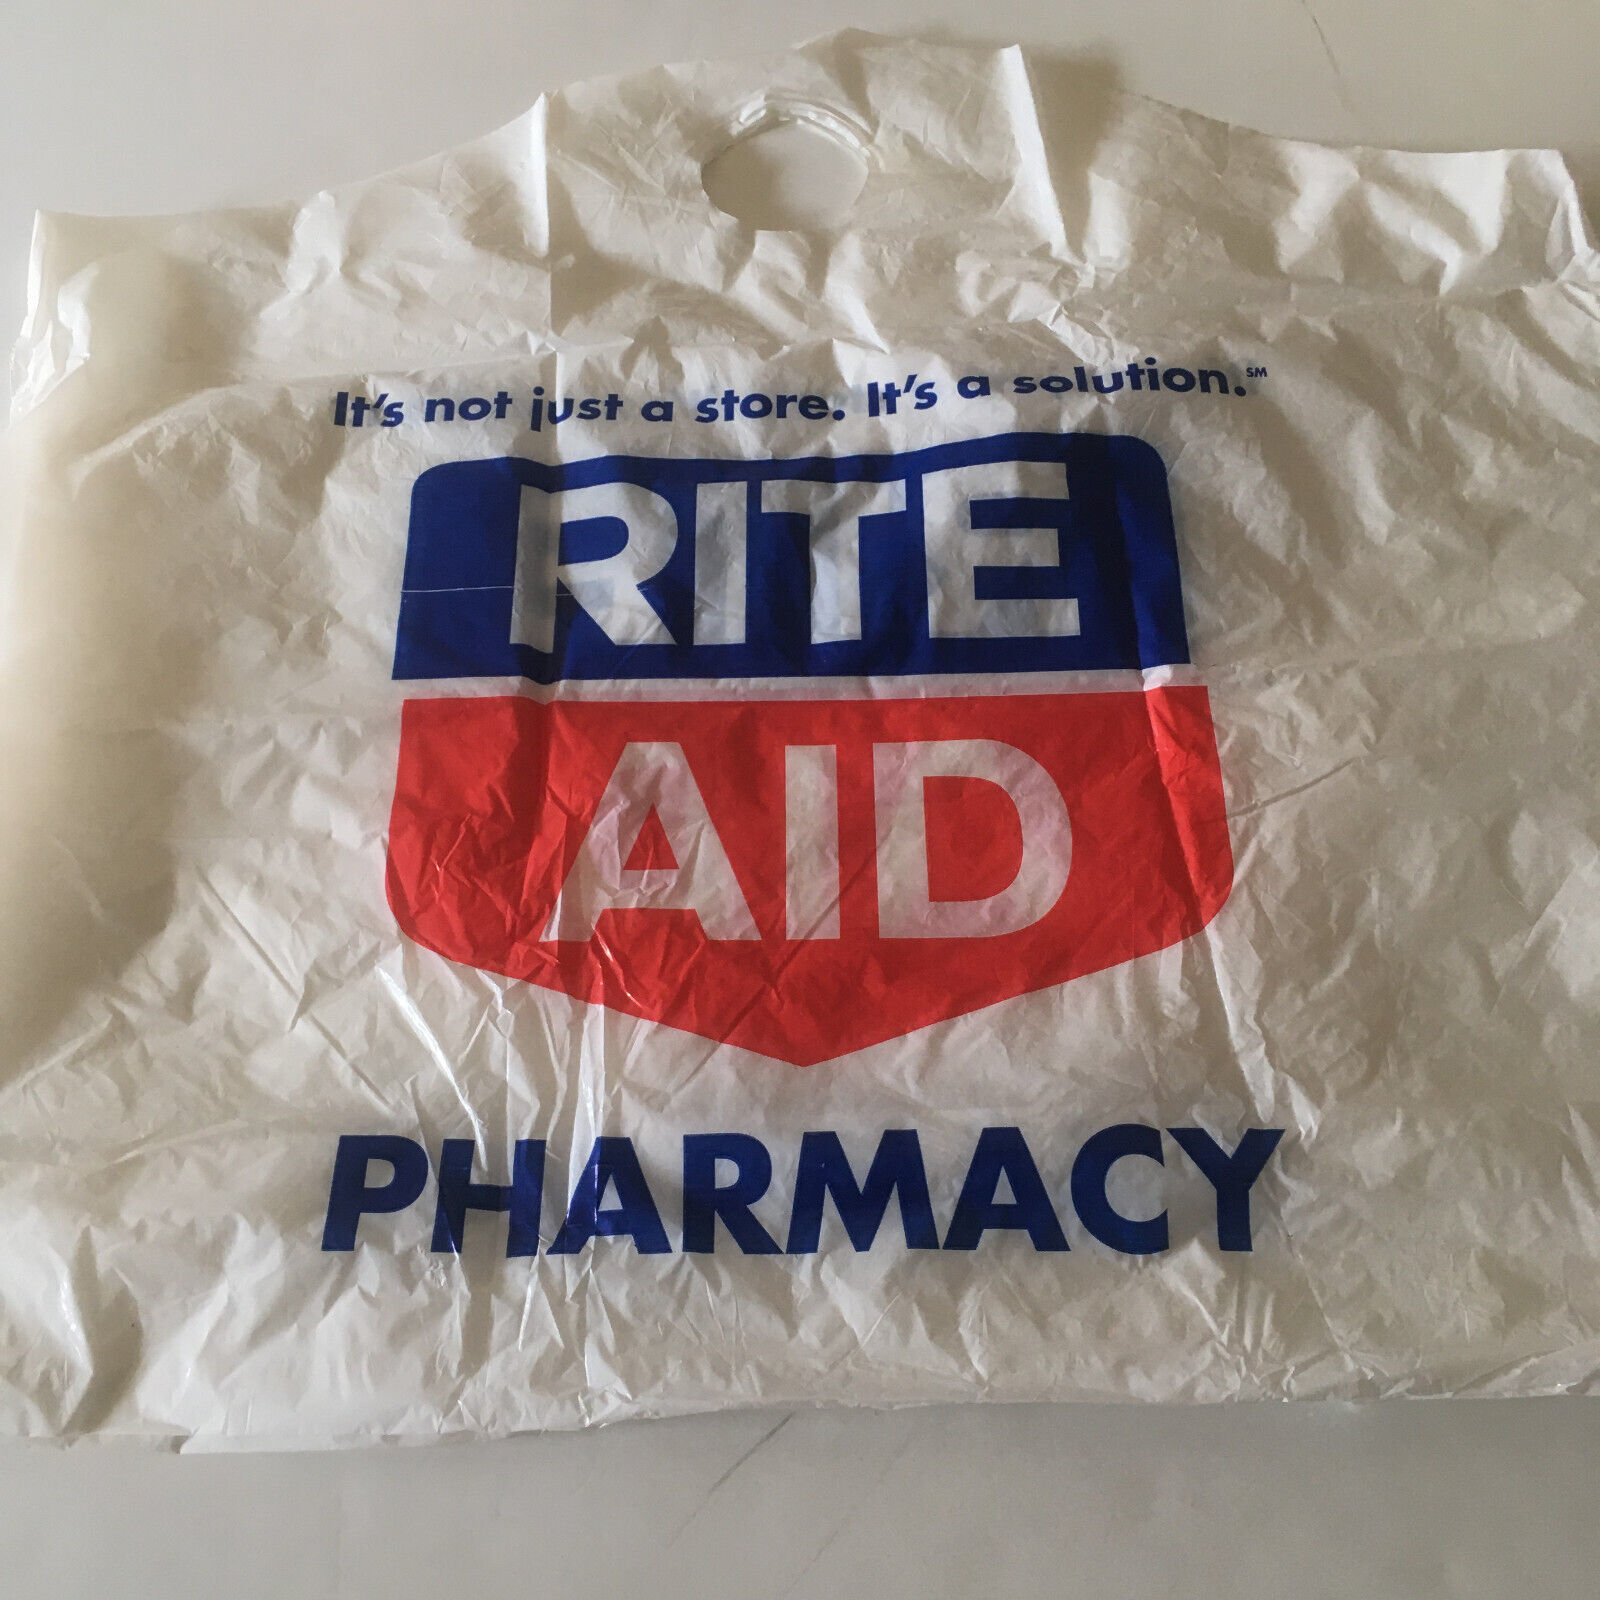 It's not just a store. It's a solution.℠
RITE
AID
PHARMACY